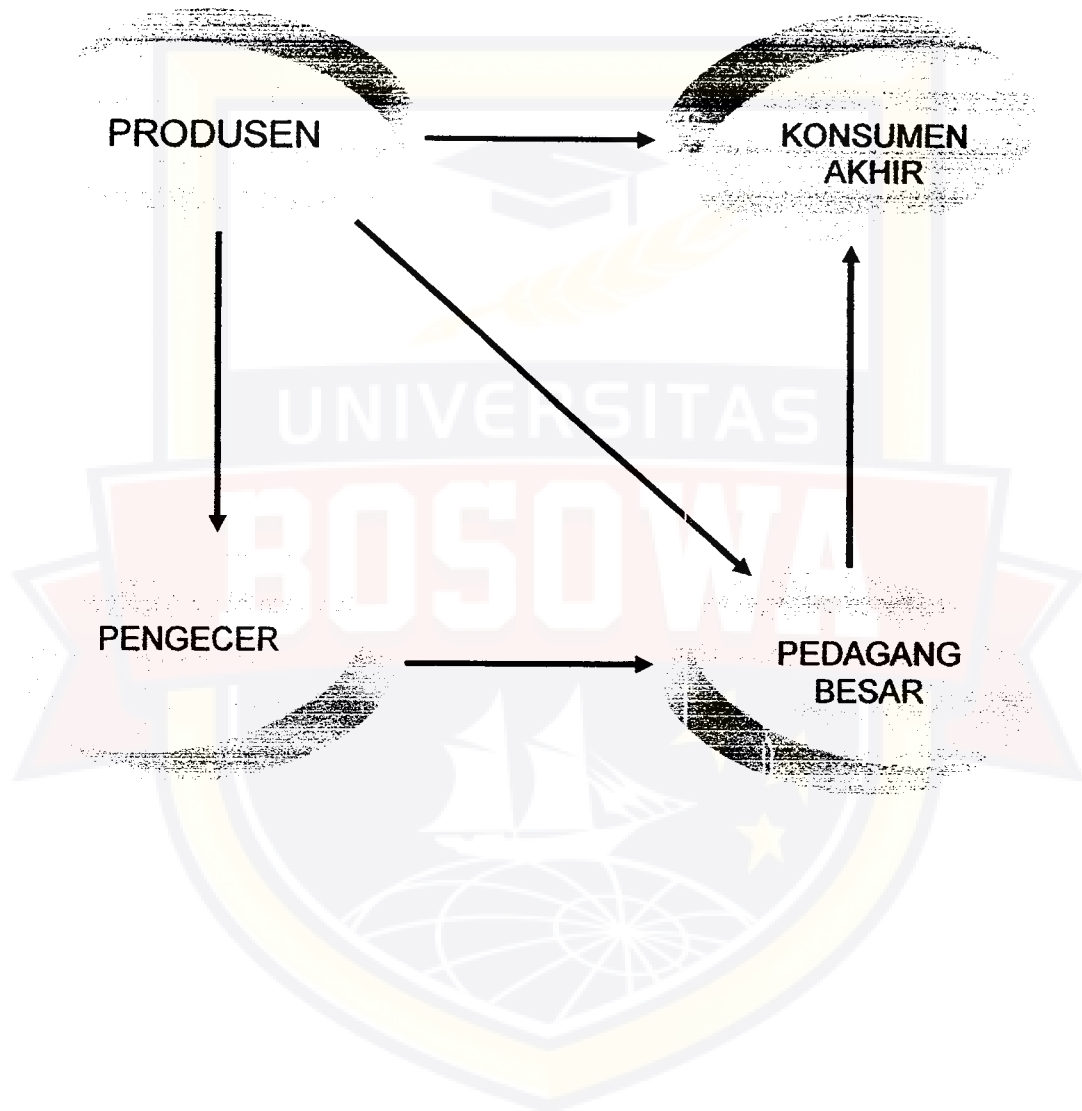 PRODUSEN
KONSUMEN
AKHIR
UNIVERSITAS
BOSOWA
PENGECER
PEDAGANG
BESAR